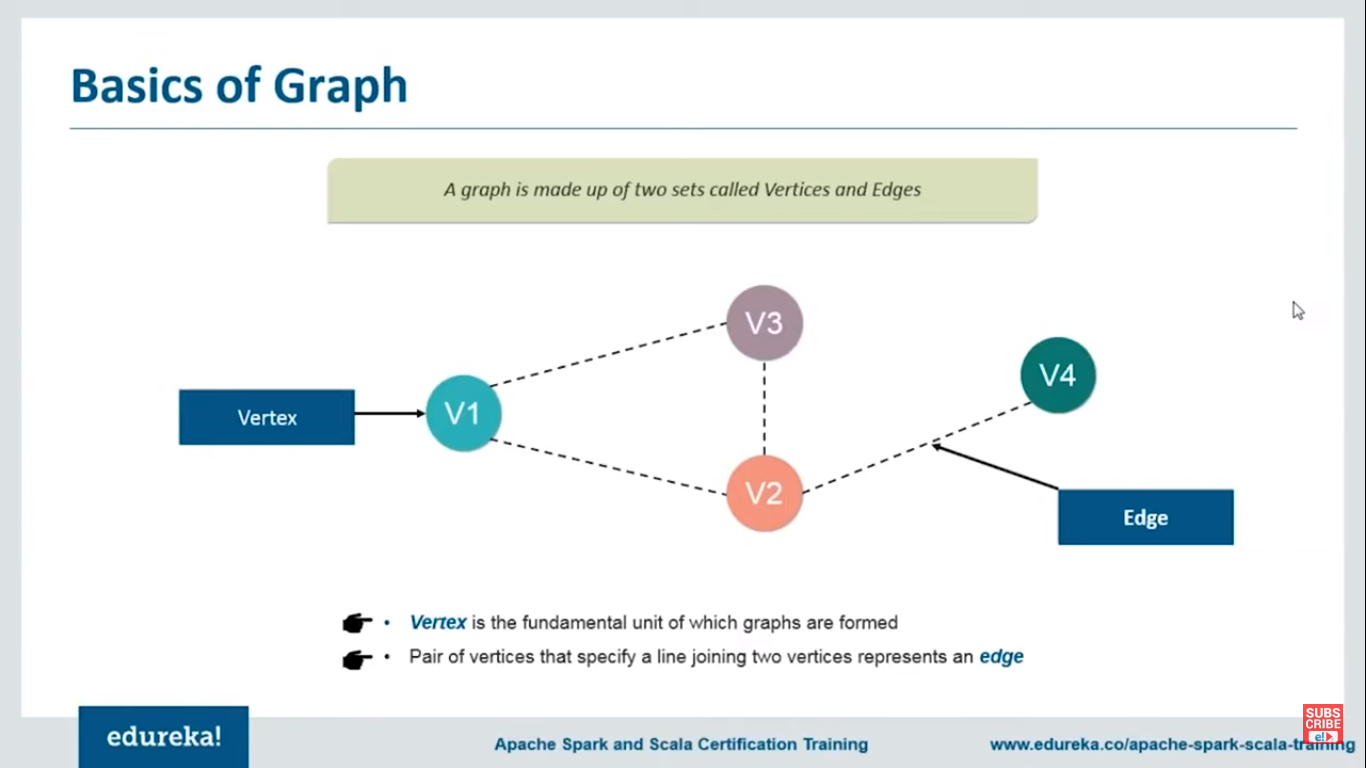 Basics of Graph
A graph is made up of two sets called Vertices and Edges
V3
V4
Vertex
V1
V2
Edge
• Vertex is the fundamental unit of which graphs are formed
• Pair of vertices that specify a line joining two vertices represents an edge
SUBS
CRIBE
e!
edureka!
Apache Spark and Scala Certification Training
www.edureka.co/apache-spark-scala-training